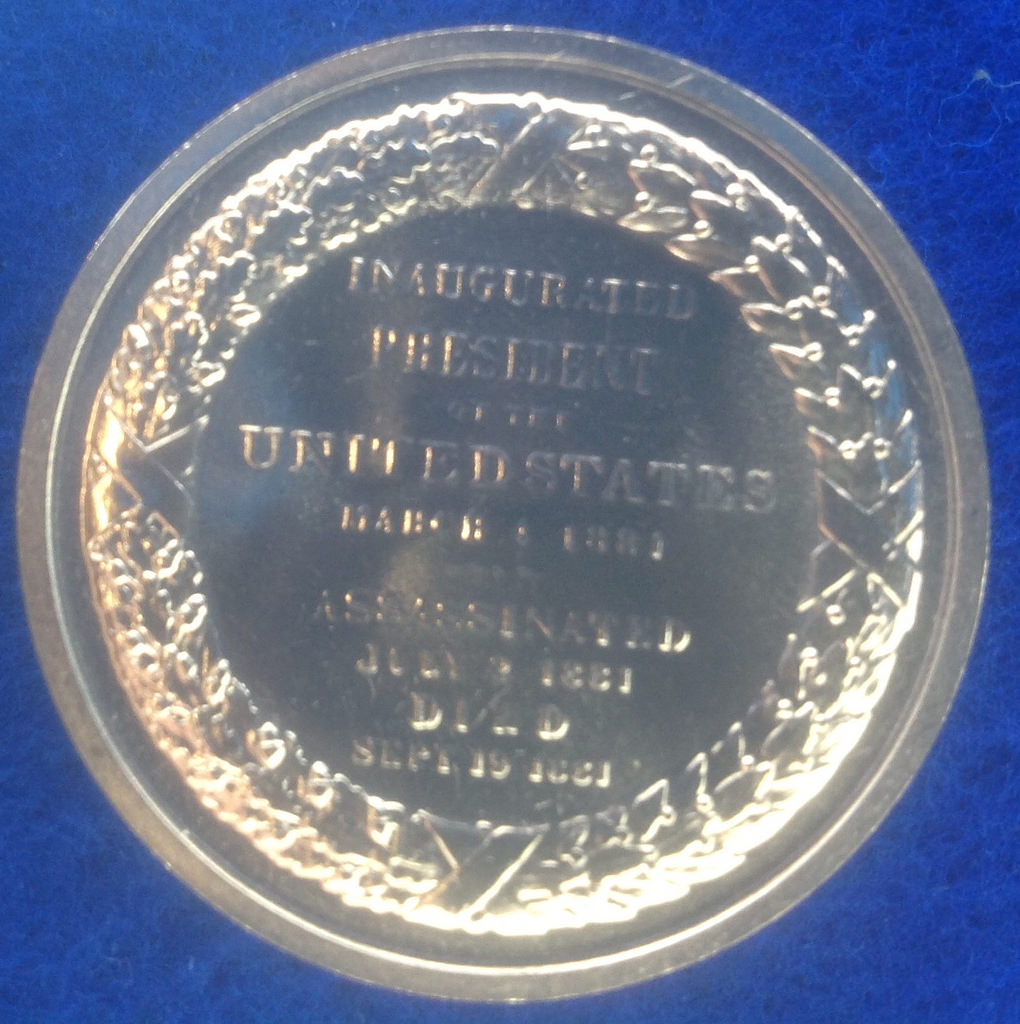 INAUGURATED
PRESIDENT
OF THE
UNITED STATES
MARCH 4 1881
ASSASSINATED
JULY 2 1881
DIED
SEPT 19 1881